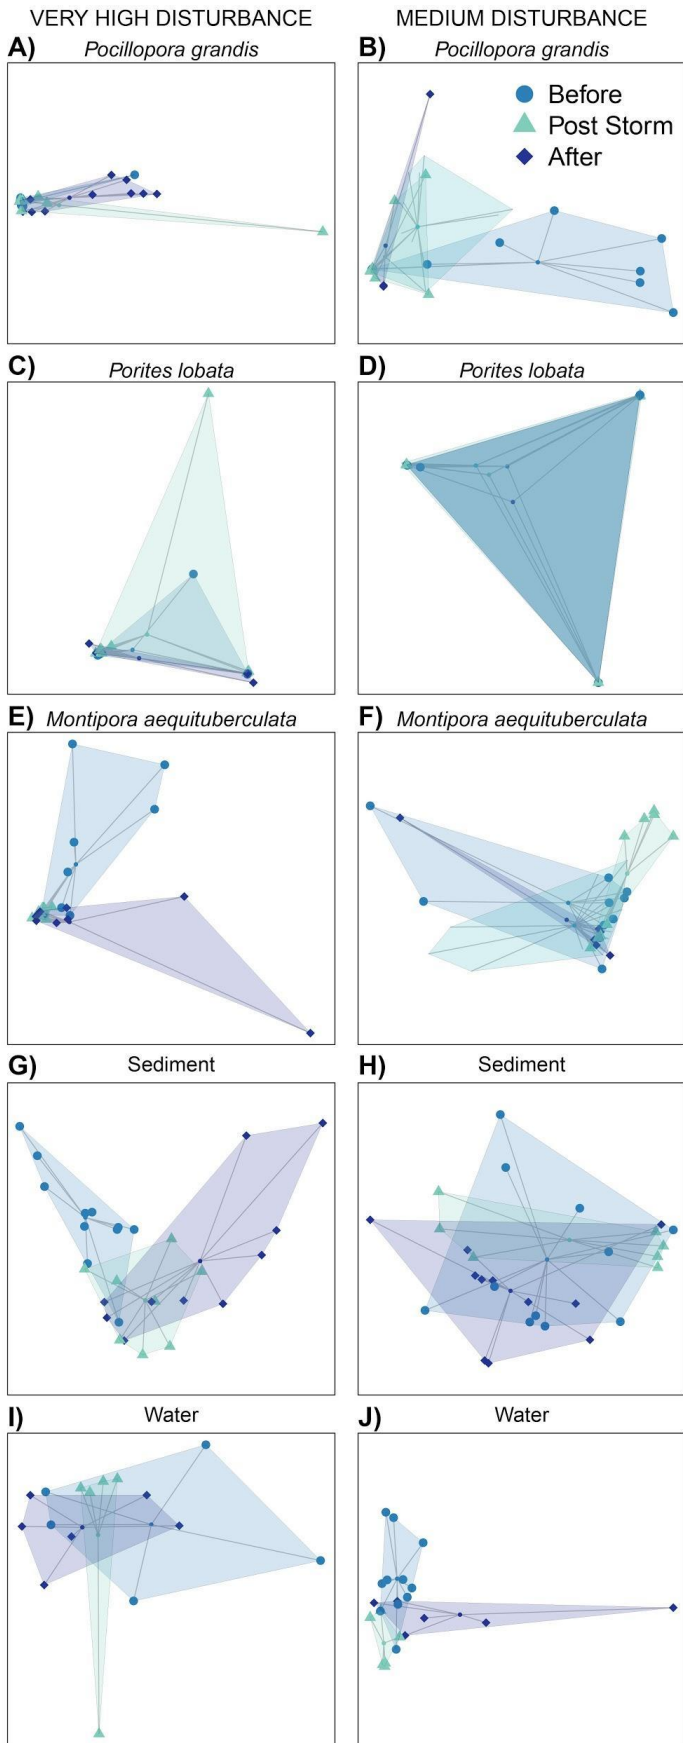 VERY HIGH DISTURBANCE MEDIUM DISTURBANCE
A) Pocillopora grandis B) Pocillopora grandis
Before
Post Storm
After
C) Porites lobata D) Porites lobata
E) Montipora aequituberculata F) Montipora aequituberculata
G) Sediment H) Sediment
I) Water J) Water